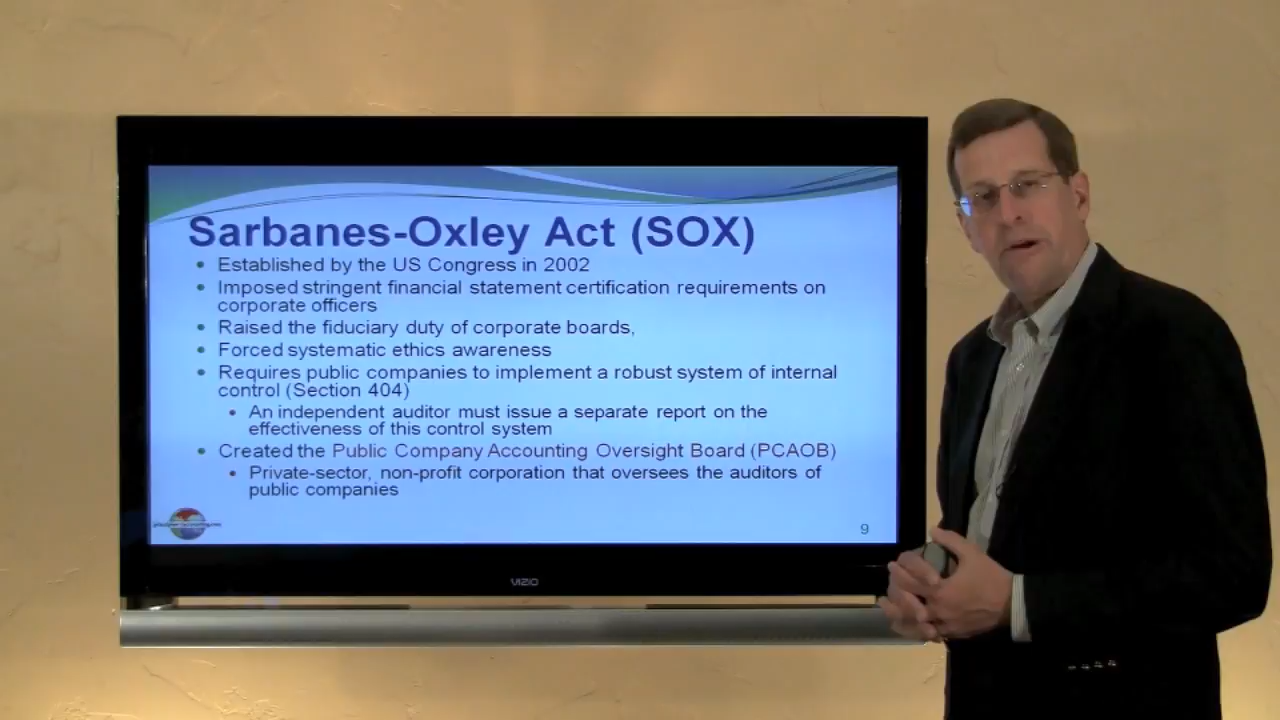 Sarbanes-Oxley Act (SOX)
• Established by the US Congress in 2002
• Imposed stringent financial statement certification requirements on
corporate officers
• Raised the fiduciary duty of corporate boards,
• Forced systematic ethics awareness
• Requires public companies to implement a robust system of internal
control (Section 404)
• An independent auditor must issue a separate report on the
effectiveness of this control system
• Created the Public Company Accounting Oversight Board (PCAOB)
• Private-sector, non-profit corporation that oversees the auditors of
public companies
9
VIZIO